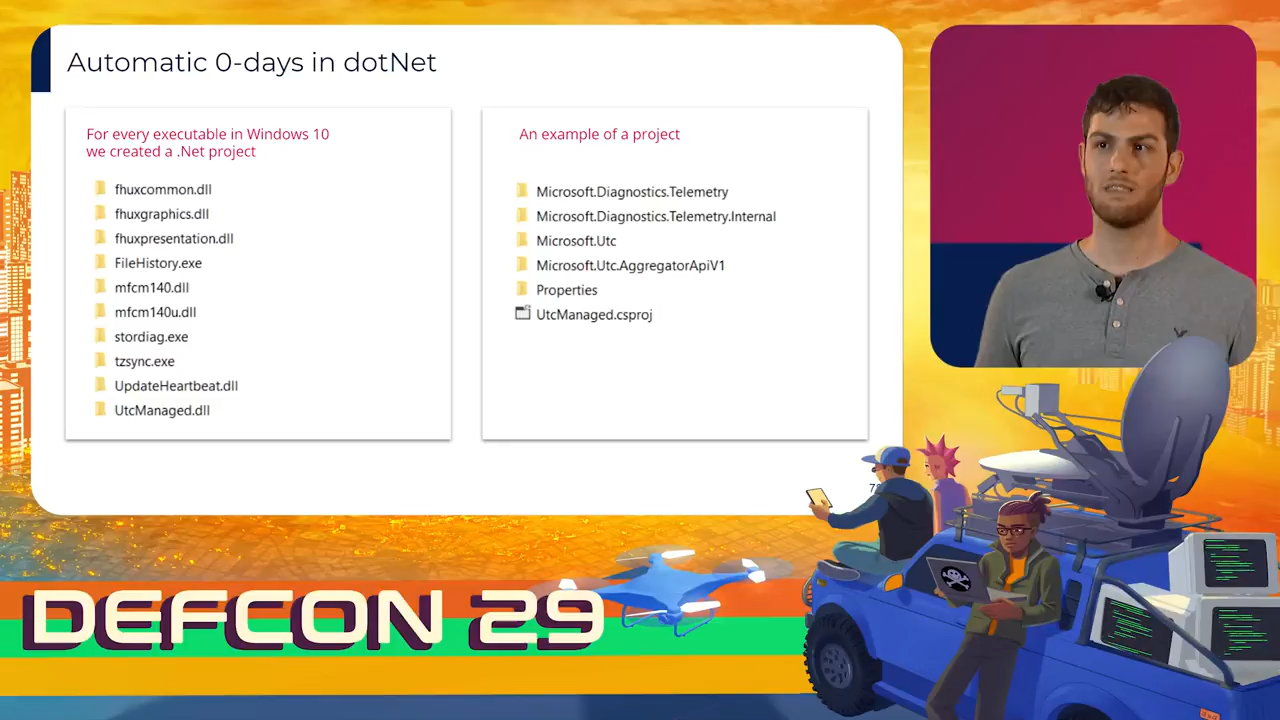 Automatic 0-days in dotNet
For every executable in Windows 10
we created a .Net project
fhuxcommon.dll
fhuxgraphics.dll
fhuxpresentation.dll
FileHistory.exe
mfcm140.dll
mfcm140u.dll
stordiag.exe
tzsync.exe
UpdateHeartbeat.dll
UtcManaged.dll
An example of a project
Microsoft.Diagnostics.Telemetry
Microsoft.Diagnostics.Telemetry.Internal
Microsoft.Utc
Microsoft.Utc.AggregatorApiV1
Properties
UtcManaged.csproj
DEFCON 29